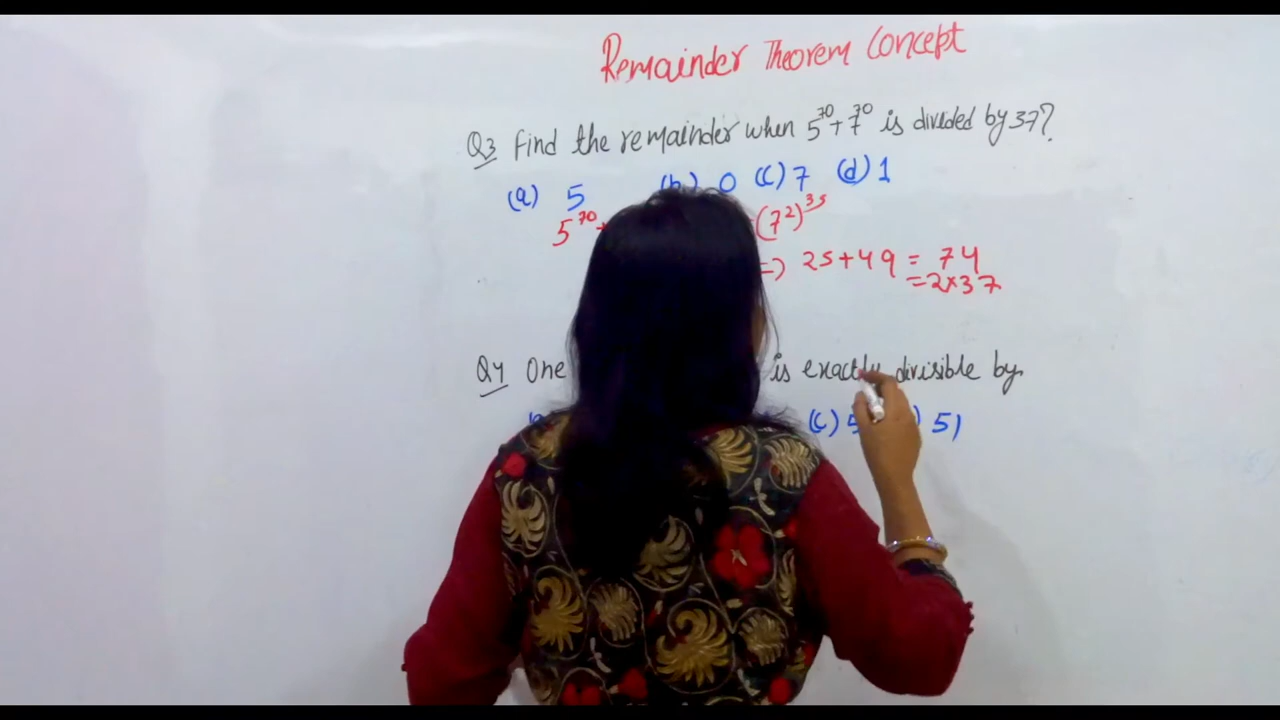 Remainder Theorem Concept
Q3 Find the remainder when 5^70 + 7^70 is divided by 37?
(a) 5 (b) 0 (c) 7 (d) 1
5^70 + (7^2)^35
=) 25+49 = 74
=2×37
Q4 One is exactly divisible by
(c) 5 ) 51